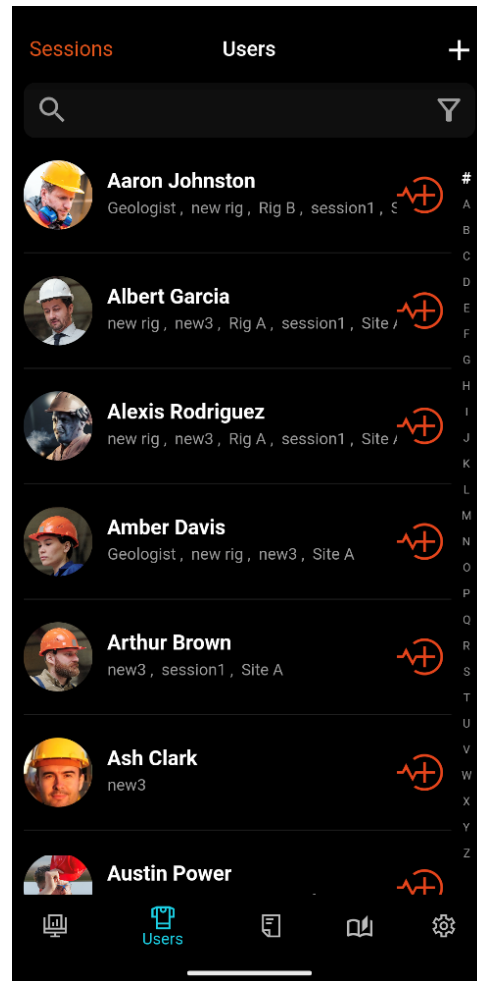 Sessions Users +
Aaron Johnston
Geologist , new rig , Rig B , session1 , S
Albert Garcia
new rig , new3 , Rig A , session1 , Site A
Alexis Rodriguez
new rig , new3 , Rig A , session1 , Site A
Amber Davis
Geologist , new rig , new3 , Site A
Arthur Brown
new3 , session1 , Site A
Ash Clark
new3
Austin Power
#
A
B
C
D
E
F
G
H
I
J
K
L
M
N
O
P
Q
R
S
T
U
V
W
X
Y
Z
Users